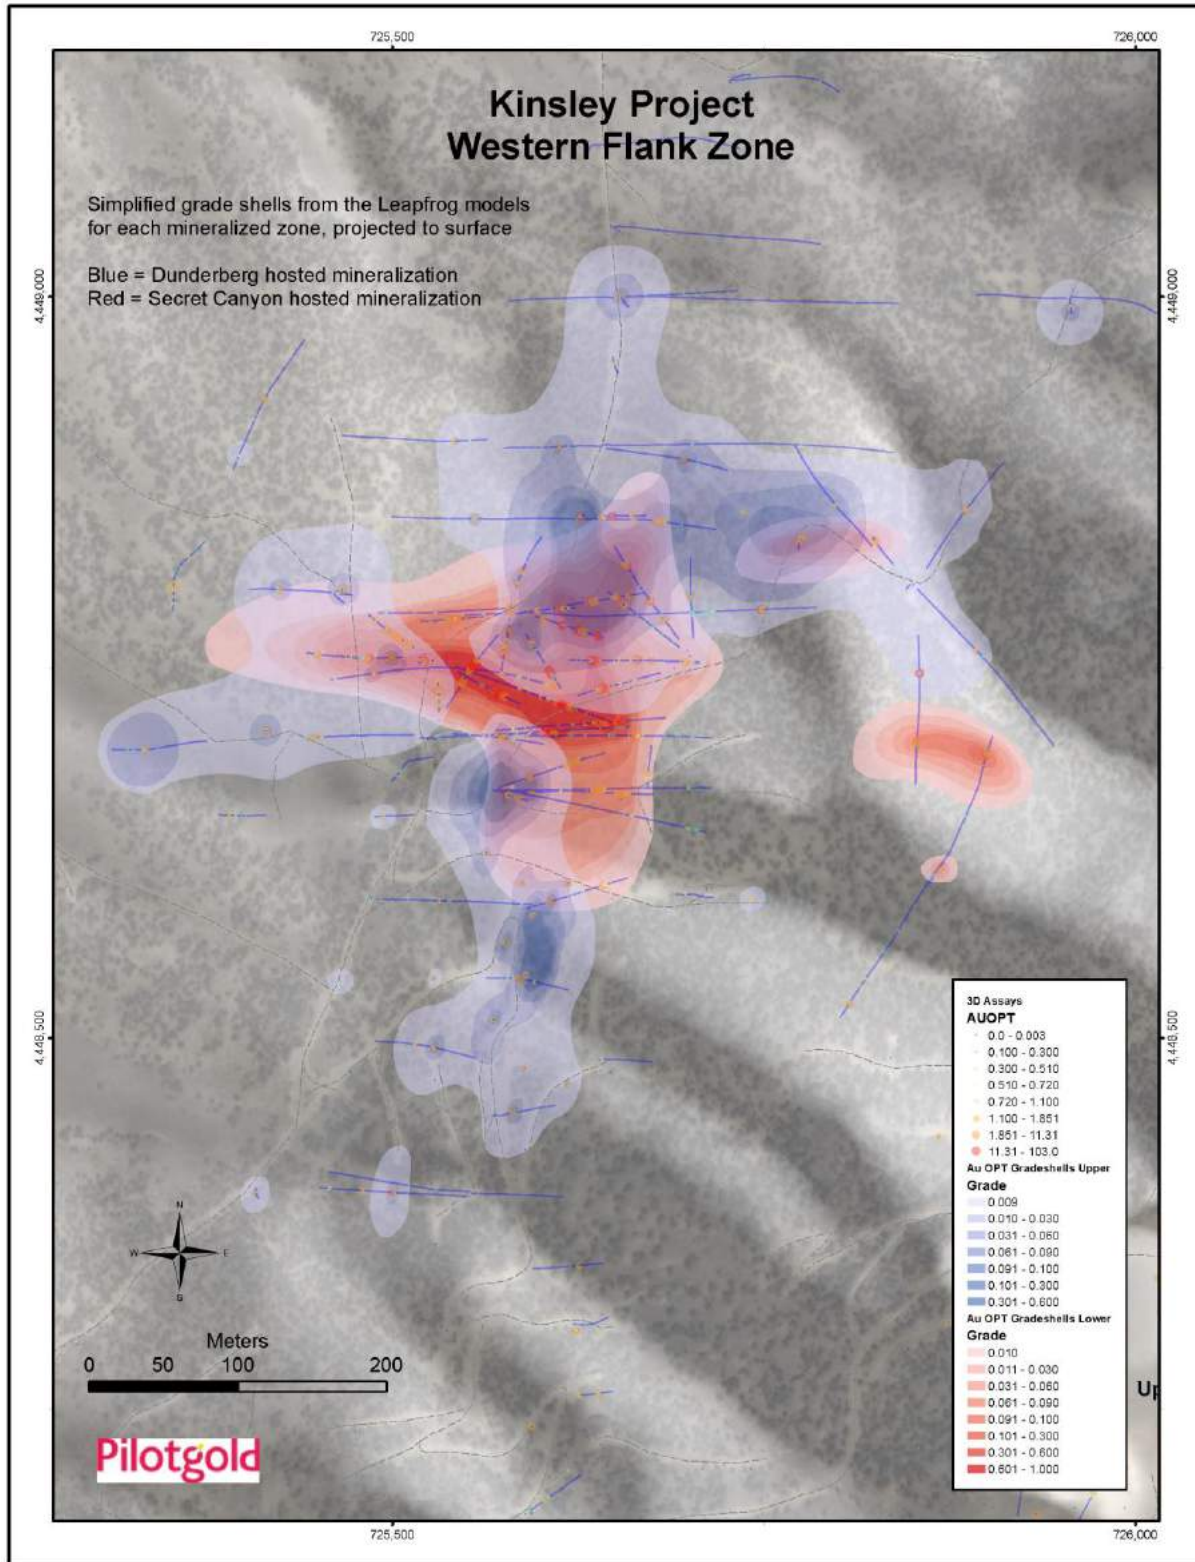 725,500
726,000
Kinsley Project
Western Flank Zone
Simplified grade shells from the Leapfrog models
for each mineralized zone, projected to surface
Blue = Dunderberg hosted mineralization
Red = Secret Canyon hosted mineralization
4,449,000
4,449,000
4,448,500
4,448,500
3D Assays
AUOPT
0.0 - 0.003
0.100 - 0.300
0.300 - 0.510
0.510 - 0.720
0.720 - 1.100
1.100 - 1.851
1.851 - 11.31
11.31 - 103.0
Au OPT Gradeshells Upper
Grade
0.009
0.010 - 0.030
0.031 - 0.060
0.061 - 0.090
0.091 - 0.100
0.101 - 0.300
0.301 - 0.600
Au OPT Gradeshells Lower
Grade
0.010
0.011 - 0.030
0.031 - 0.060
0.061 - 0.090
0.091 - 0.100
0.101 - 0.300
0.301 - 0.600
0.601 - 1.000
N
W E
S
Meters
0 50 100 200
Up
Pilotgold
725,500
726,000